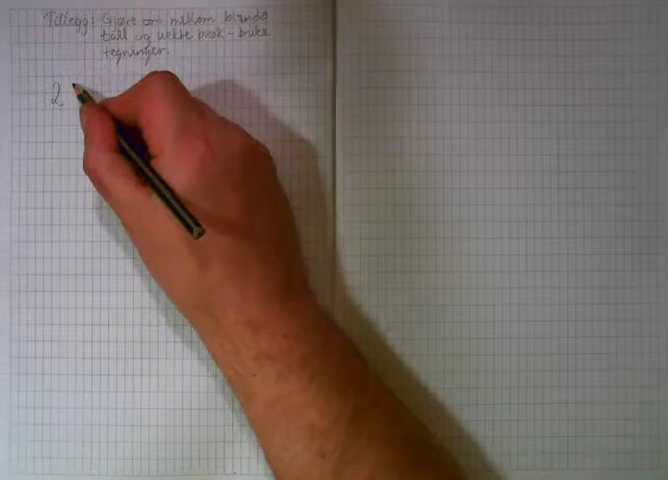 Tillegg: Gjøre om mellom blanda
tall og uekte brøk - bruke
tegninger.
2